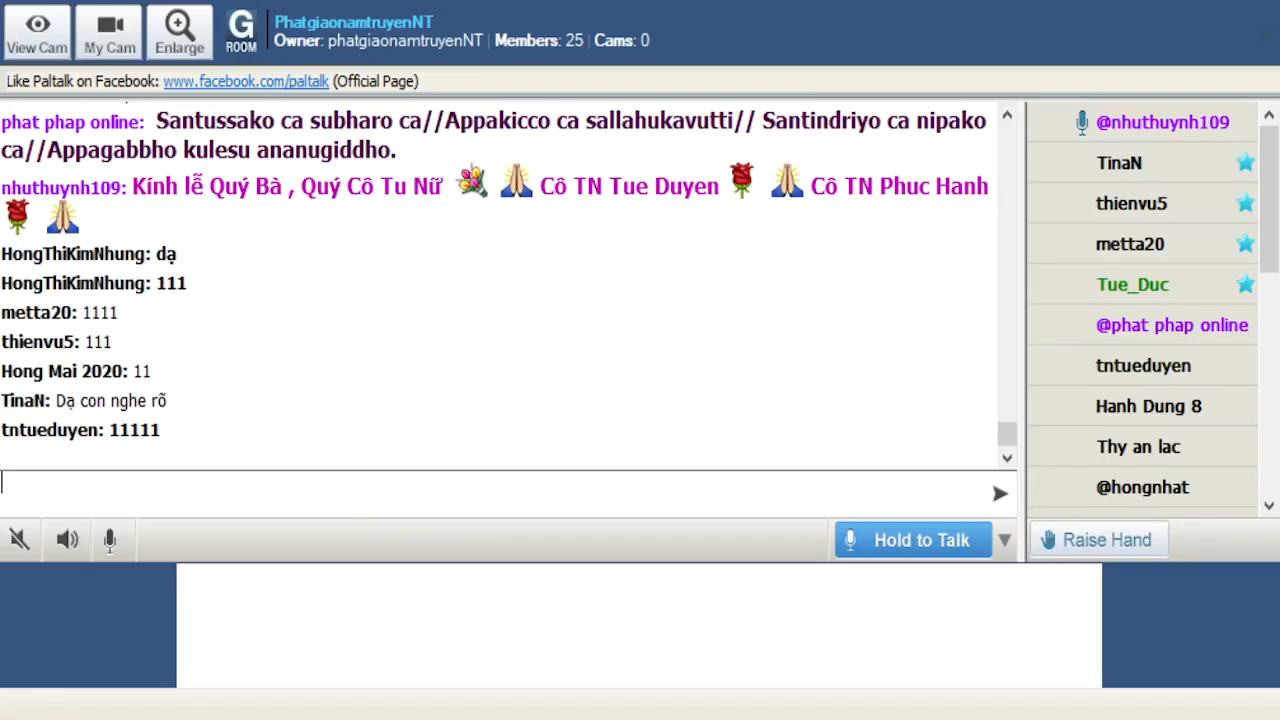 PhatgiaonamtruyenNT
Owner: phatgiaonamtruyenNT | Members: 25 | Cams: 0
View Cam
My Cam
Enlarge
G
ROOM
Like Paltalk on Facebook: www.facebook.com/paltalk (Official Page)
phat phap online: Santussako ca subharo ca//Appakicco ca sallahukavutti// Santindriyo ca nipako
ca//Appagabbho kulesu ananugiddho.
nhuthuynh109: Kính lễ Quý Bà , Quý Cô Tu Nữ Cô TN Tue Duyen Cô TN Phuc Hanh
HongThiKimNhung: dạ
HongThiKimNhung: 111
metta20: 1111
thienvu5: 111
Hong Mai 2020: 11
TinaN: Dạ con nghe rõ
tntueduyen: 11111
@nhuthuynh109
TinaN
thienvu5
metta20
Tue_Duc
@phat phap online
tntueduyen
Hanh Dung 8
Thy an lac
@hongnhat
Hold to Talk
Raise Hand